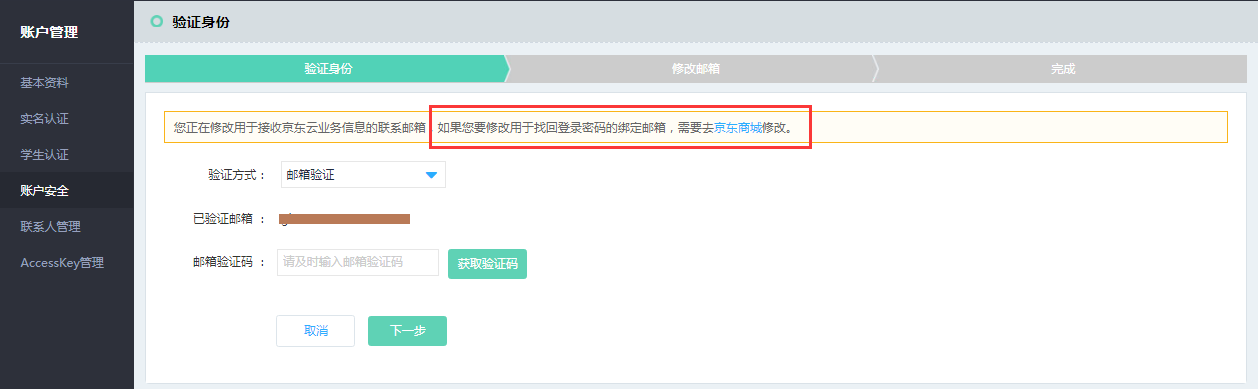 账户管理
基本资料
实名认证
学生认证
账户安全
联系人管理
AccessKey管理
验证身份
验证身份
修改邮箱
完成
您正在修改用于接收京东云业务信息的联系邮箱，如果您要修改用于找回登录密码的绑定邮箱，需要去京东商城修改。
验证方式： 邮箱验证
已验证邮箱 ：
邮箱验证码 ： 请及时输入邮箱验证码 获取验证码
取消 下一步